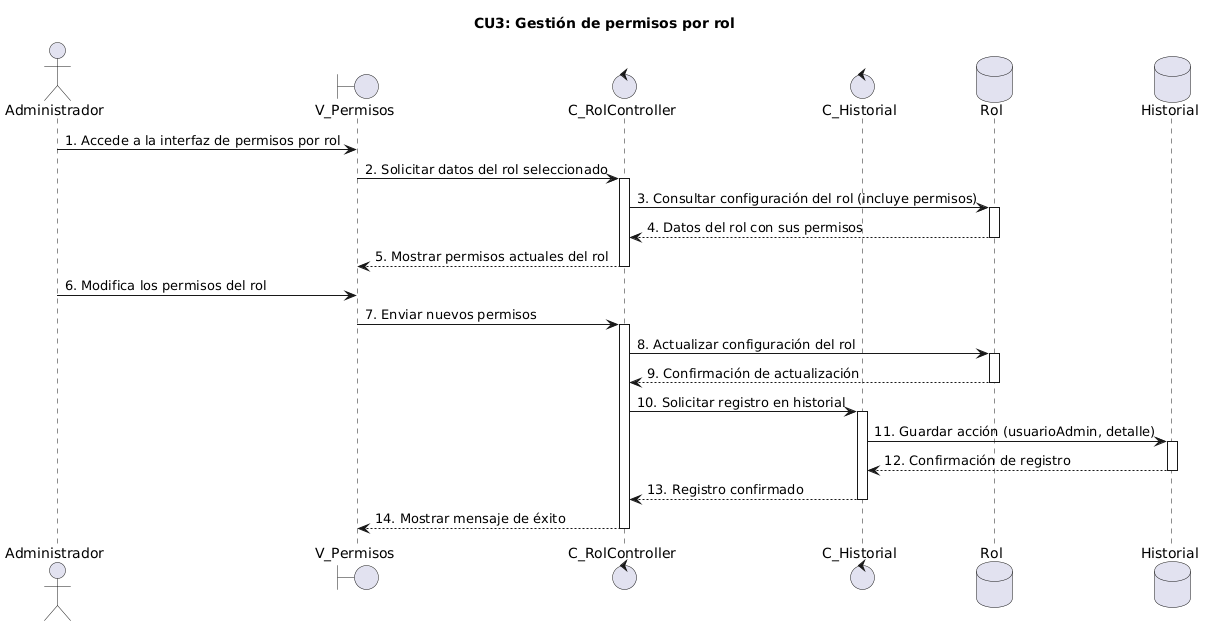 CU3: Gestión de permisos por rol
Administrador
V_Permisos
C_RolController
C_Historial
Rol
Historial
1. Accede a la interfaz de permisos por rol
2. Solicitar datos del rol seleccionado
3. Consultar configuración del rol (incluye permisos)
4. Datos del rol con sus permisos
5. Mostrar permisos actuales del rol
6. Modifica los permisos del rol
7. Enviar nuevos permisos
8. Actualizar configuración del rol
9. Confirmación de actualización
10. Solicitar registro en historial
11. Guardar acción (usuarioAdmin, detalle)
12. Confirmación de registro
13. Registro confirmado
14. Mostrar mensaje de éxito
Administrador
V_Permisos
C_RolController
C_Historial
Rol
Historial